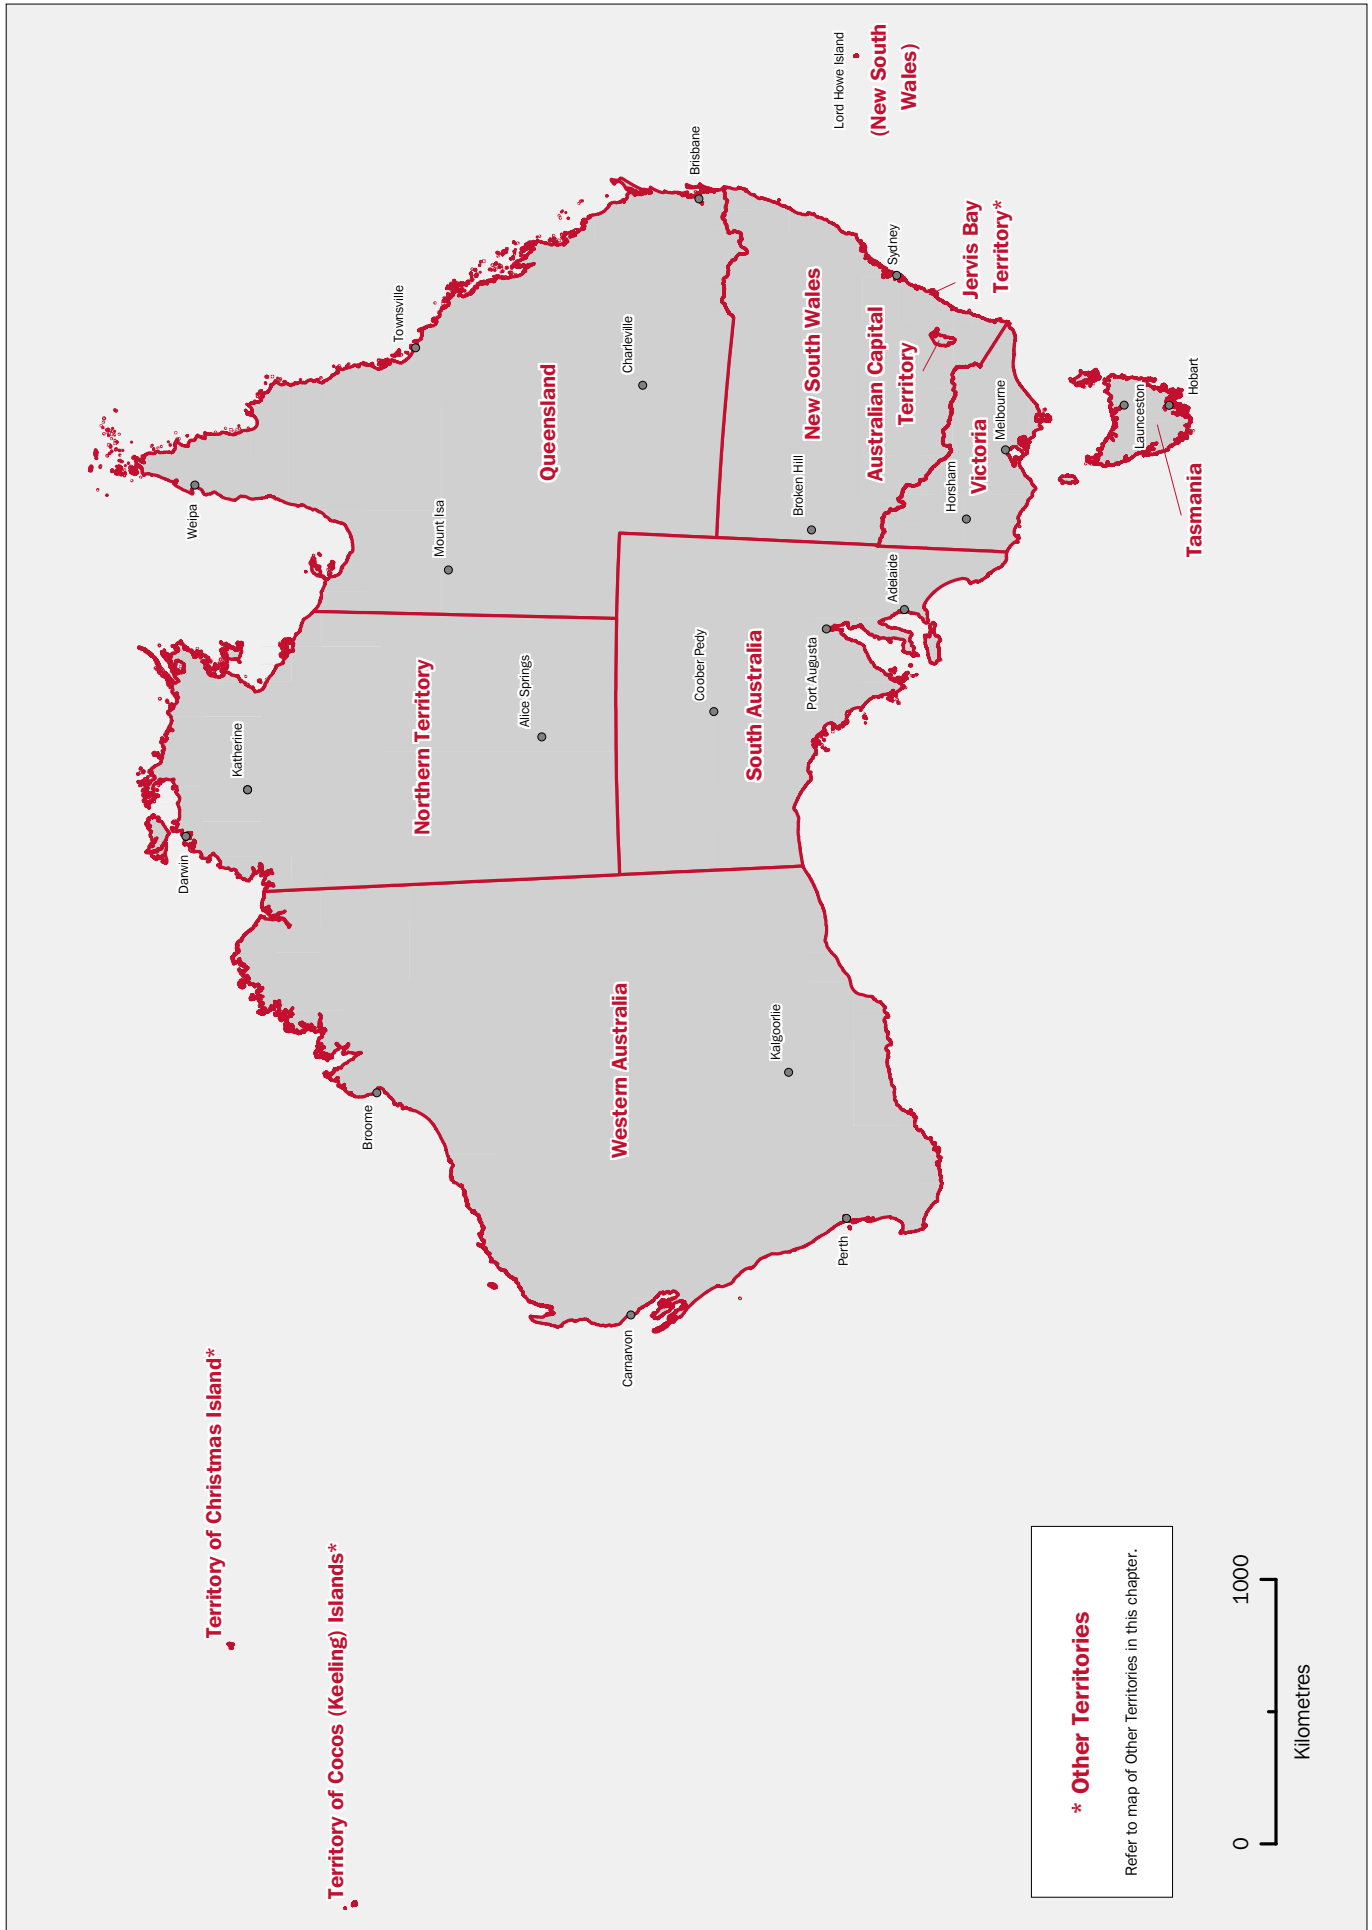 Territory of Christmas Island*
Territory of Cocos (Keeling) Islands*
Darwin
Katherine
Weipa
Townsville
Broome
Northern Territory
Mount Isa
Queensland
Alice Springs
Charleville
Carnarvon
Western Australia
Coober Pedy
South Australia
Brisbane
Kalgoorlie
Perth
Port Augusta
Adelaide
Broken Hill
New South Wales
Australian Capital
Territory
Sydney
Lord Howe Island
(New South
Wales)
Jervis Bay
Territory*
Horsham
Victoria
Melbourne
Launceston
Hobart
Tasmania
* Other Territories
Refer to map of Other Territories in this chapter.
0
1000
Kilometres